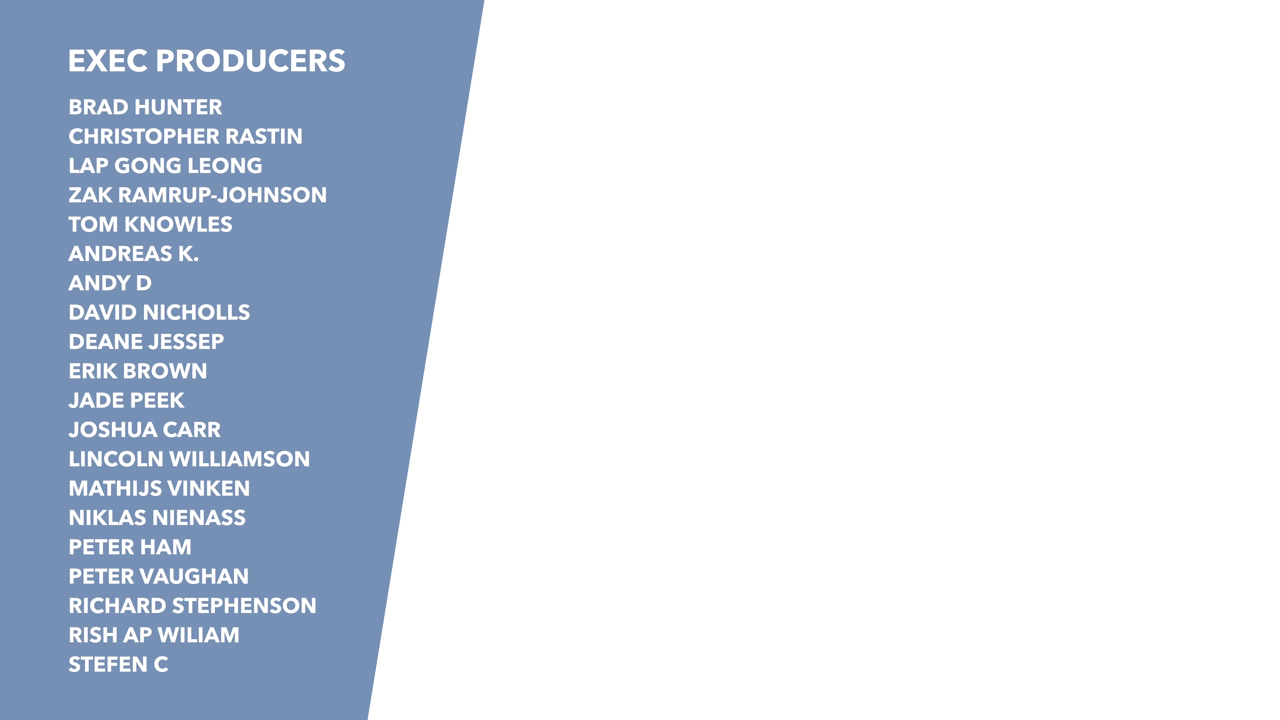 EXEC PRODUCERS
BRAD HUNTER
CHRISTOPHER RASTIN
LAP GONG LEONG
ZAK RAMRUP-JOHNSON
TOM KNOWLES
ANDREAS K.
ANDY D
DAVID NICHOLLS
DEANE JESSEP
ERIK BROWN
JADE PEEK
JOSHUA CARR
LINCOLN WILLIAMSON
MATHIJS VINKEN
NIKLAS NIENASS
PETER HAM
PETER VAUGHAN
RICHARD STEPHENSON
RISH AP WILIAM
STEFEN C